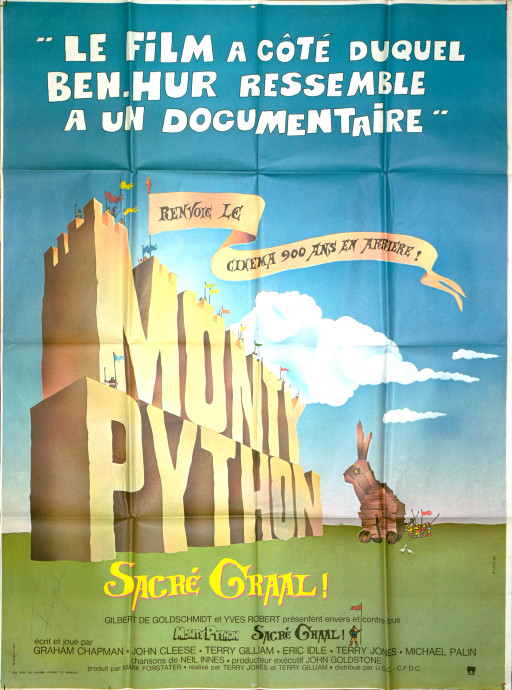 " LE FILM A CÔTÉ DUQUEL
BEN.HUR RESSEMBLE
A UN DOCUMENTAIRE "
RENVOIE LE
CINEMA 900 ANS EN ARRIERE !
MONTY
PYTHON
SACRÉ GRAAL !
GILBERT DE GOLDSCHMIDT et YVES ROBERT présentent envers et contre tous
MONTY PYTHON SACRÉ GRAAL !
écrit et joué par
GRAHAM CHAPMAN • JOHN CLEESE • TERRY GILLIAM • ERIC IDLE • TERRY JONES • MICHAEL PALIN
chansons de NEIL INNES • producteur exécutif JOHN GOLDSTONE
produit par MARK FORSTATER • réalisé par TERRY JONES et TERRY GILLIAM • distribué par U.G.C - C.F.D.C.